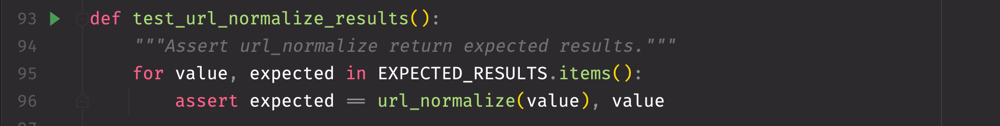 93 def test_url_normalize_results():
94 """Assert url_normalize return expected results."""
95 for value, expected in EXPECTED_RESULTS.items():
96 assert expected == url_normalize(value), value